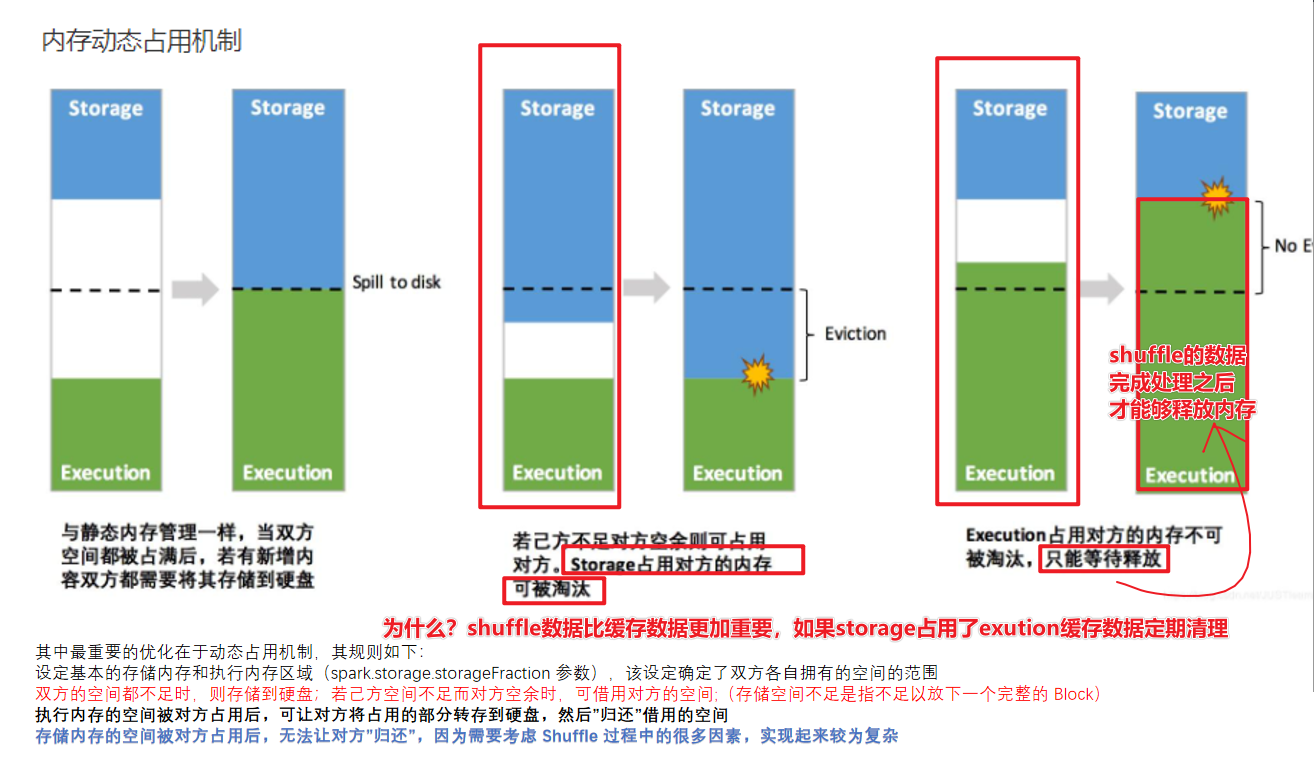 内存动态占用机制
Storage
Storage
Storage
Storage
Storage
Storage
Spill to disk
Eviction
No E
shuffle的数据
完成处理之后
才能够释放内存
Execution
Execution
Execution
Execution
Execution
Execution
与静态内存管理一样，当双方
空间都被占满后，若有新增内
容双方都需要将其存储到硬盘
若己方不足对方空余则可占用
对方。Storage占用对方的内存
可被淘汰
Execution占用对方的内存不可
被淘汰，只能等待释放
为什么？shuffle数据比缓存数据更加重要，如果storage占用了exution缓存数据定期清理
其中最重要的优化在于动态占用机制，其规则如下：
设定基本的存储内存和执行内存区域（spark.storage.storageFraction 参数），该设定确定了双方各自拥有的空间的范围
双方的空间都不足时，则存储到硬盘；若己方空间不足而对方空余时，可借用对方的空间;（存储空间不足是指不足以放下一个完整的 Block）
执行内存的空间被对方占用后，可让对方将占用的部分转存到硬盘，然后"归还"借用的空间
存储内存的空间被对方占用后，无法让对方"归还"，因为需要考虑 Shuffle 过程中的很多因素，实现起来较为复杂